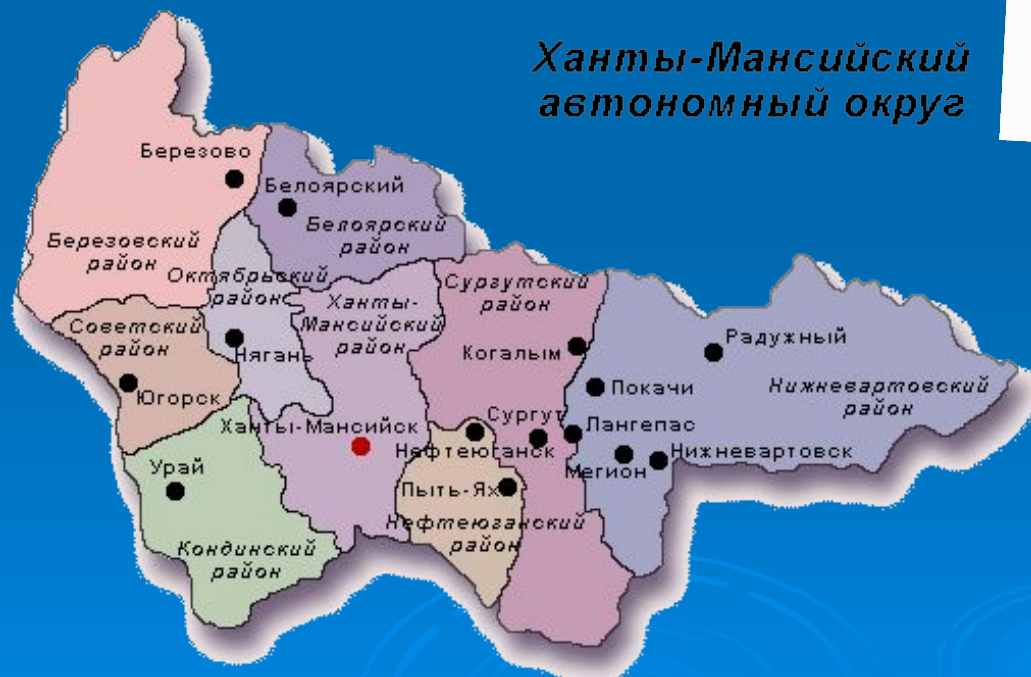 Ханты-Мансийский
автономный округ
Березово
Белоярский
Белоярский
район
Березовский
район
Октябрьский
район
Ханты-
Мансийский
район
Сургутский
район
Советский
район
Нягань
Когалым
Радужный
Югорск
Покачи
Нижневартовский
район
Ханты-Мансийск
Сургут
Лангепас
Нефтеюганск
Нижневартовск
Мегион
Урай
Пыть-Ях
Нефтеюганский
район
Кондинский
район